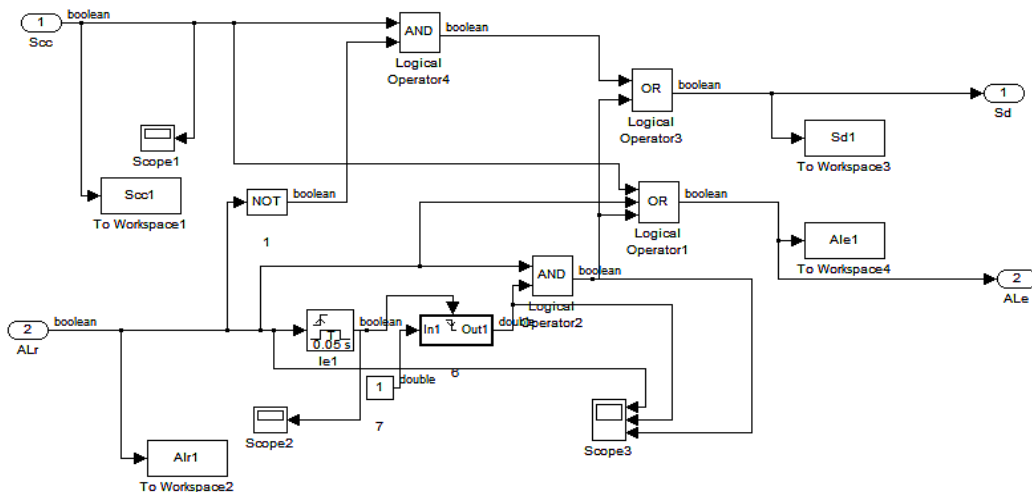 boolean
1
Scc
AND
boolean
Logical
Operator4
OR
boolean
Logical
Operator3
1
Sd
Scope1
Sd1
To Workspace3
Scc1
To Workspace1
NOT
boolean
1
OR
boolean
Logical
Operator1
Ale1
To Workspace4
AND
boolean
Logical
Operator2
2
ALe
2
boolean
ALr
0.05 s
boolean
Ie1
In1
Out1
double
6
1
double
7
Scope2
Scope3
Alr1
To Workspace2